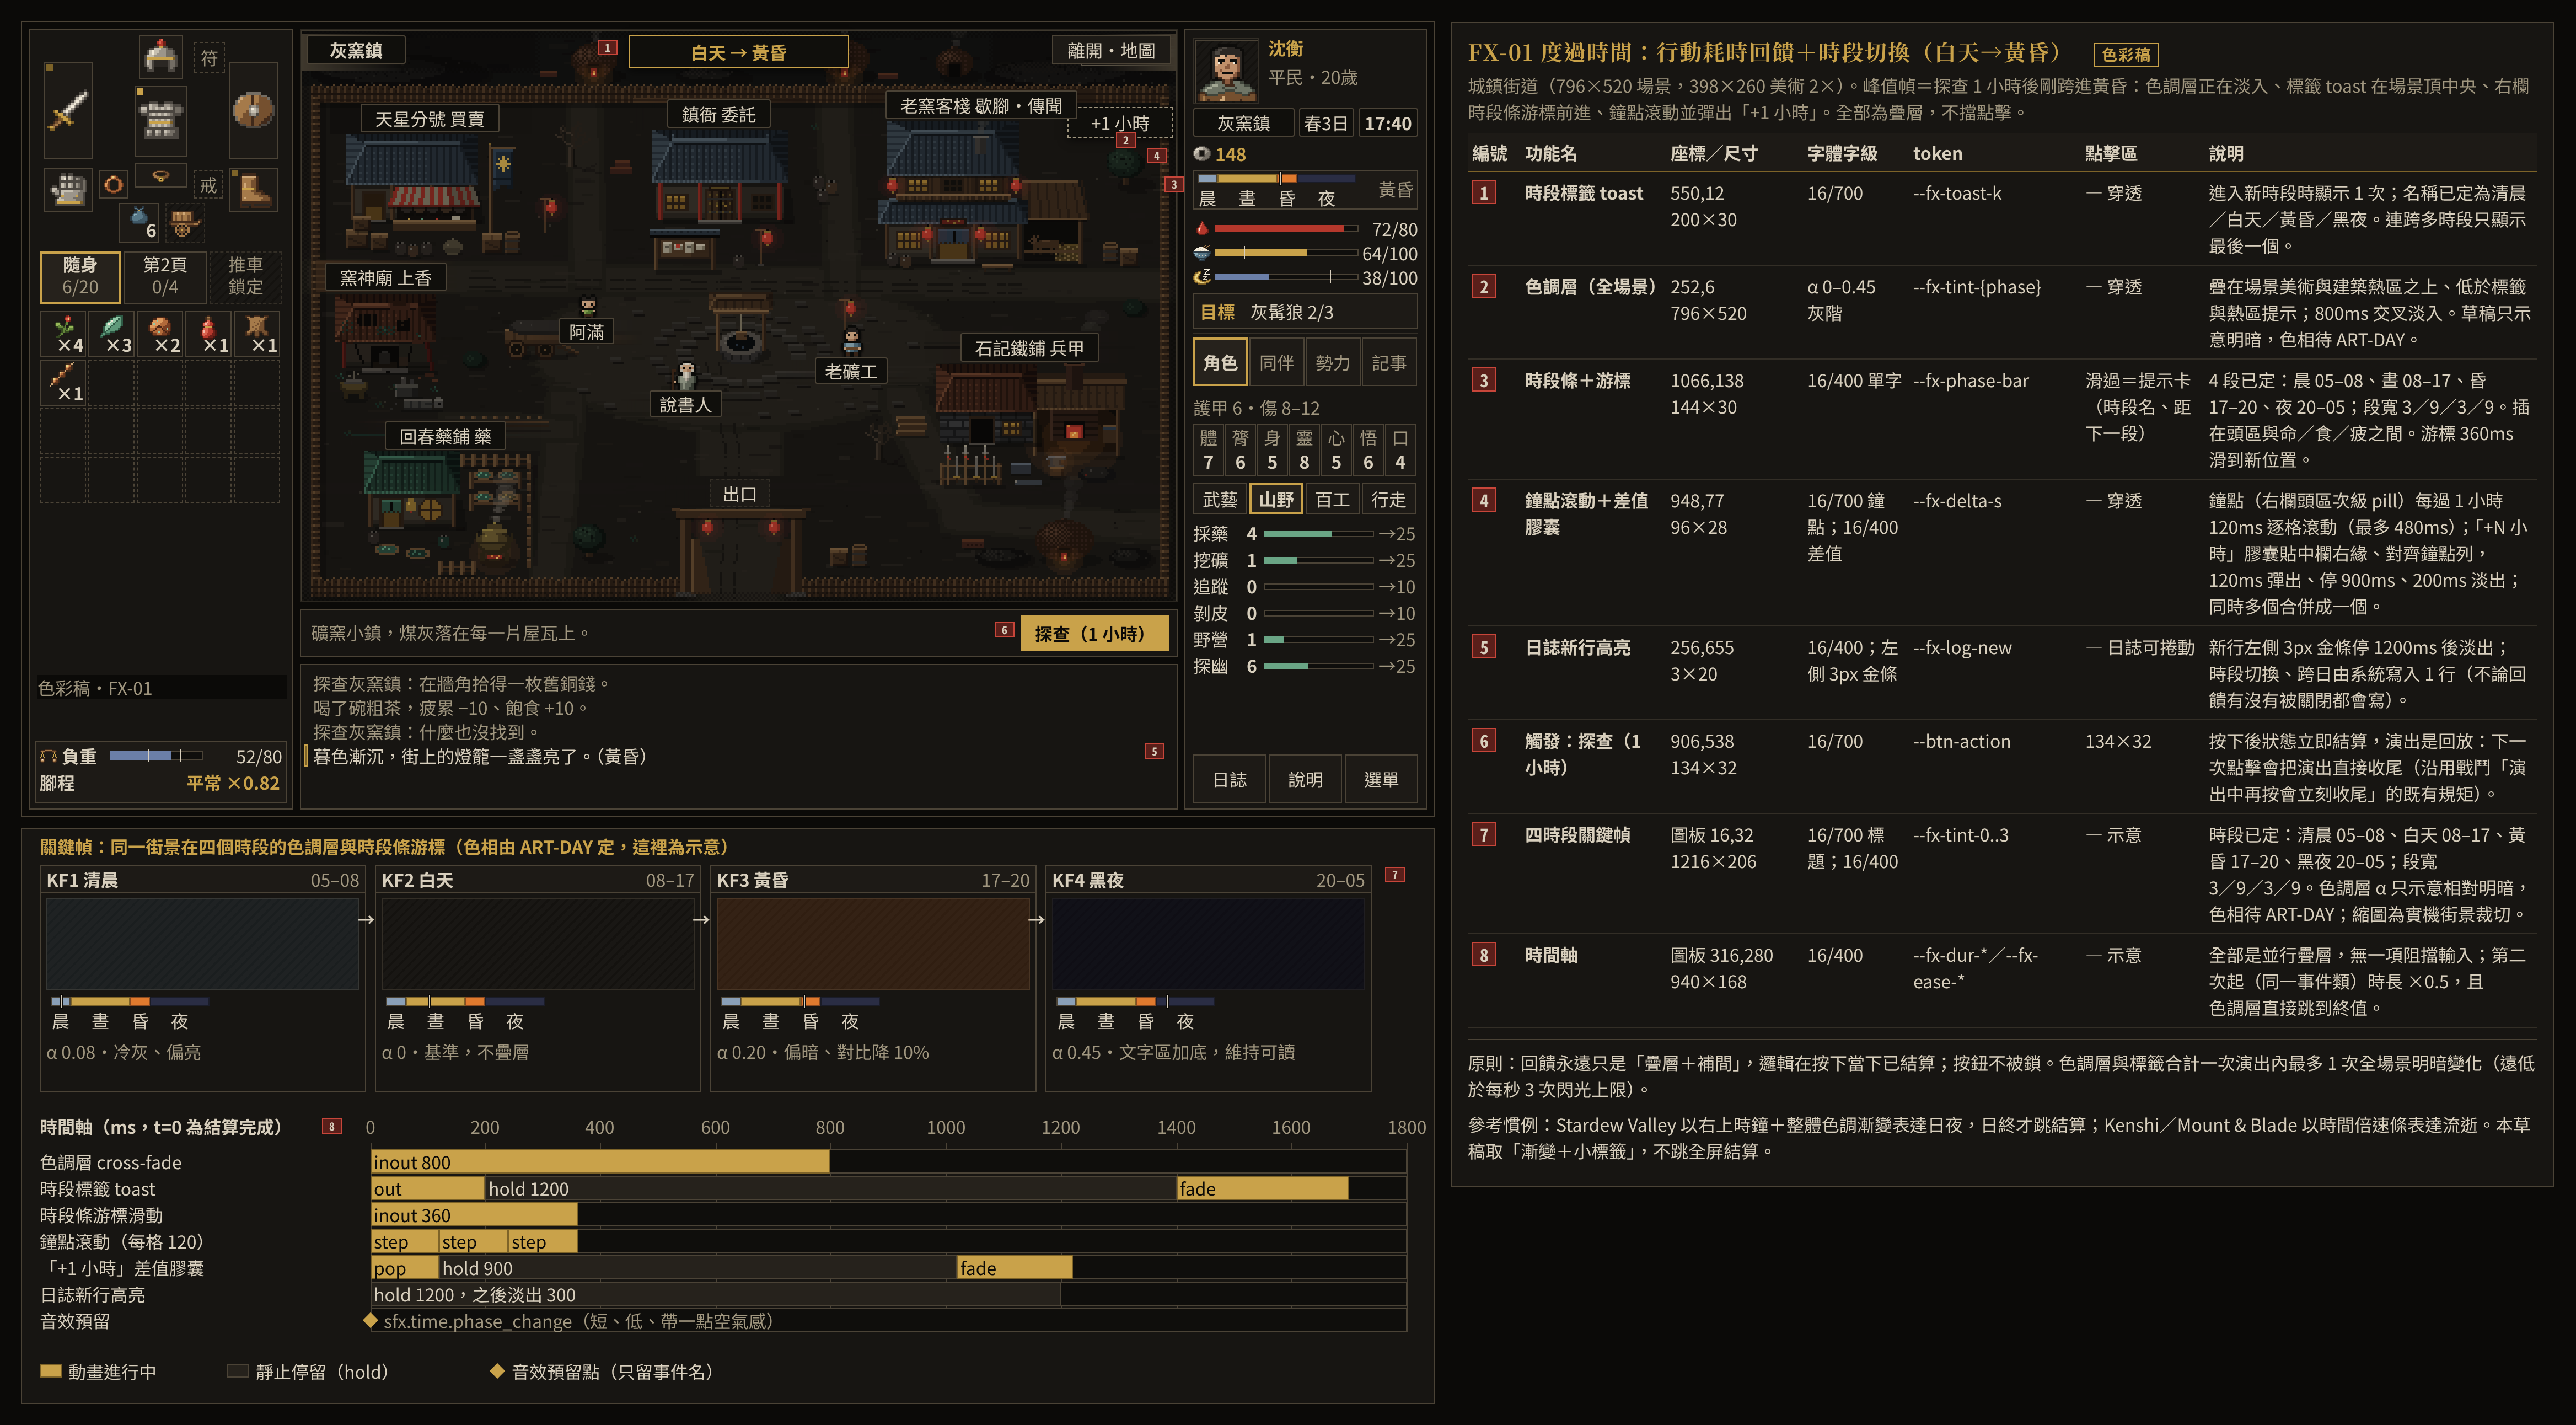 符
6
戒
隨身
6/20
第2頁
0/4
推車
鎖定
×4
×3
×2
×1
×1
×1
色彩稿・FX-01
負重
52/80
腳程
平常 ×0.82
灰窯鎮
1
白天→黃昏
離開・地圖
天星分號 買賣
鎮衙 委託
老窯客棧 歇腳・傳聞
+1 小時
2
4
3
窯神廟 上香
阿滿
老礦工
說書人
石記鐵鋪 兵甲
回春藥鋪 藥
出口
礦窯小鎮，煤灰落在每一片屋瓦上。
6
探查（1 小時）
探查灰窯鎮：在牆角拾得一枚舊銅錢。
喝了碗粗茶，疲累 −10、飽食 +10。
探查灰窯鎮：什麼也沒找到。
暮色漸沉，街上的燈籠一盞盞亮了。（黃昏）
5
沈衡
平民・20歲
灰窯鎮
春3日
17:40
148
晨 晝 昏 夜
黃昏
72/80
64/100
38/100
目標 灰鬃狼 2/3
角色
同伴
勢力
記事
護甲 6・傷 8–12
體 膂 身 靈 心 悟 口
7 6 5 8 5 6 4
武藝
山野
百工
行走
採藥 4 →25
挖礦 1 →25
追蹤 0 →10
剝皮 0 →10
野營 1 →25
探幽 6 →25
日誌
說明
選單
關鍵幀：同一街景在四個時段的色調層與時段條游標（色相由 ART-DAY 定，這裡為示意）
KF1 清晨 05–08
晨 晝 昏 夜
α 0.08・冷灰、偏亮
→
KF2 白天 08–17
晨 晝 昏 夜
α 0・基準，不疊層
→
KF3 黃昏 17–20
晨 晝 昏 夜
α 0.20・偏暗、對比降 10%
→
KF4 黑夜 20–05
晨 晝 昏 夜
α 0.45・文字區加底，維持可讀
7
時間軸（ms，t=0 為結算完成）
8
0 200 400 600 800 1000 1200 1400 1600 1800
色調層 cross-fade inout 800
時段標籤 toast out hold 1200 fade
時段條游標滑動 inout 360
鐘點滾動（每格 120） step step step
「+1 小時」差值膠囊 pop hold 900 fade
日誌新行高亮 hold 1200，之後淡出 300
音效預留 sfx.time.phase_change（短、低、帶一點空氣感）
動畫進行中
靜止停留（hold）
音效預留點（只留事件名）
FX-01 度過時間：行動耗時回饋＋時段切換（白天→黃昏）
色彩稿
城鎮街道（796×520 場景，398×260 美術 2×）。峰值幀＝探查 1 小時後剛跨進黃昏：色調層正在淡入、標籤 toast 在場景頂中央、右欄
時段條游標前進、鐘點滾動並彈出「+1 小時」。全部為疊層，不擋點擊。
編號 功能名 座標／尺寸 字體字級 token 點擊區 說明
1
時段標籤 toast
550,12
200×30
16/700
--fx-toast-k
— 穿透
進入新時段時顯示 1 次；名稱已定為清晨
／白天／黃昏／黑夜。連跨多時段只顯示
最後一個。
2
色調層（全場景）
252,6
796×520
α 0–0.45
灰階
--fx-tint-{phase}
— 穿透
疊在場景美術與建築熱區之上、低於標籤
與熱區提示；800ms 交叉淡入。草稿只示
意明暗，色相待 ART-DAY。
3
時段條＋游標
1066,138
144×30
16/400 單字
--fx-phase-bar
滑過＝提示卡
（時段名、距
下一段）
4 段已定：晨 05–08、晝 08–17、昏
17–20、夜 20–05；段寬 3／9／3／9。插
在頭區與命／食／疲之間。游標 360ms
滑到新位置。
4
鐘點滾動＋差值
膠囊
948,77
96×28
16/700 鐘
點；16/400
差值
--fx-delta-s
— 穿透
鐘點（右欄頭區次級 pill）每過 1 小時
120ms 逐格滾動（最多 480ms）；「+N 小
時」膠囊貼中欄右緣、對齊鐘點列，
120ms 彈出、停 900ms、200ms 淡出；
同時多個合併成一個。
5
日誌新行高亮
256,655
3×20
16/400；左
側 3px 金條
--fx-log-new
— 日誌可捲動
新行左側 3px 金條停 1200ms 後淡出；
時段切換、跨日由系統寫入 1 行（不論回
饋有沒有被關閉都會寫）。
6
觸發：探查（1
小時）
906,538
134×32
16/700
--btn-action
134×32
按下後狀態立即結算，演出是回放：下一
次點擊會把演出直接收尾（沿用戰鬥「演
出中再按會立刻收尾」的既有規矩）。
7
四時段關鍵幀
圖板 16,32
1216×206
16/700 標
題；16/400
--fx-tint-0..3
— 示意
時段已定：清晨 05–08、白天 08–17、黃
昏 17–20、黑夜 20–05；段寬
3／9／3／9。色調層 α 只示意相對明暗，
色相待 ART-DAY；縮圖為實機街景裁切。
8
時間軸
圖板 316,280
940×168
16/400
--fx-dur-*／--fx-
ease-*
— 示意
全部是並行疊層，無一項阻擋輸入；第二
次起（同一事件類）時長 ×0.5，且
色調層直接跳到終值。
原則：回饋永遠只是「疊層＋補間」，邏輯在按下當下已結算；按鈕不被鎖。色調層與標籤合計一次演出內最多 1 次全場景明暗變化（遠低
於每秒 3 次閃光上限）。
參考慣例：Stardew Valley 以右上時鐘＋整體色調漸變表達日夜，日終才跳結算；Kenshi／Mount & Blade 以時間倍速條表達流逝。本草
稿取「漸變＋小標籤」，不跳全屏結算。